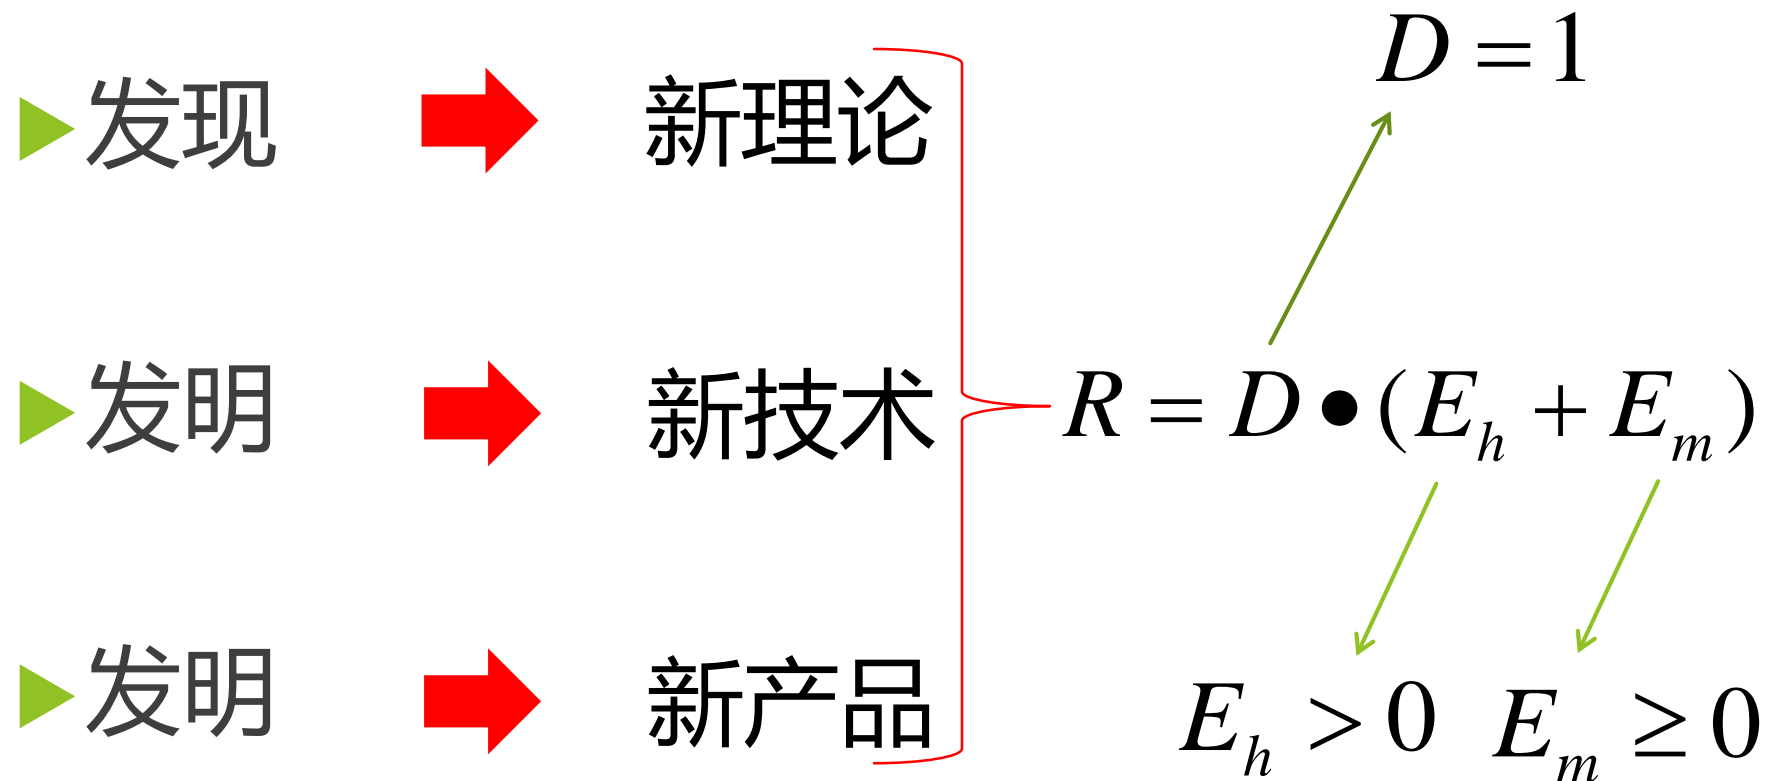 D = 1
发现 新理论
发明 新技术 R = D • (E_h + E_m)
发明 新产品
E_h > 0 E_m ≥ 0